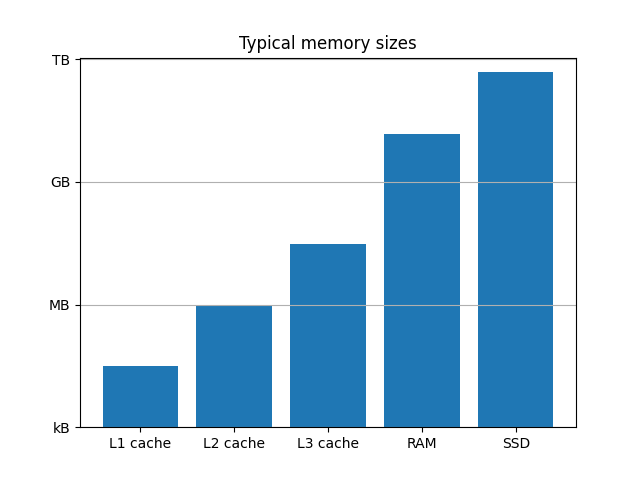 Typical memory sizes
TB
GB
MB
kB
L1 cache
L2 cache
L3 cache
RAM
SSD